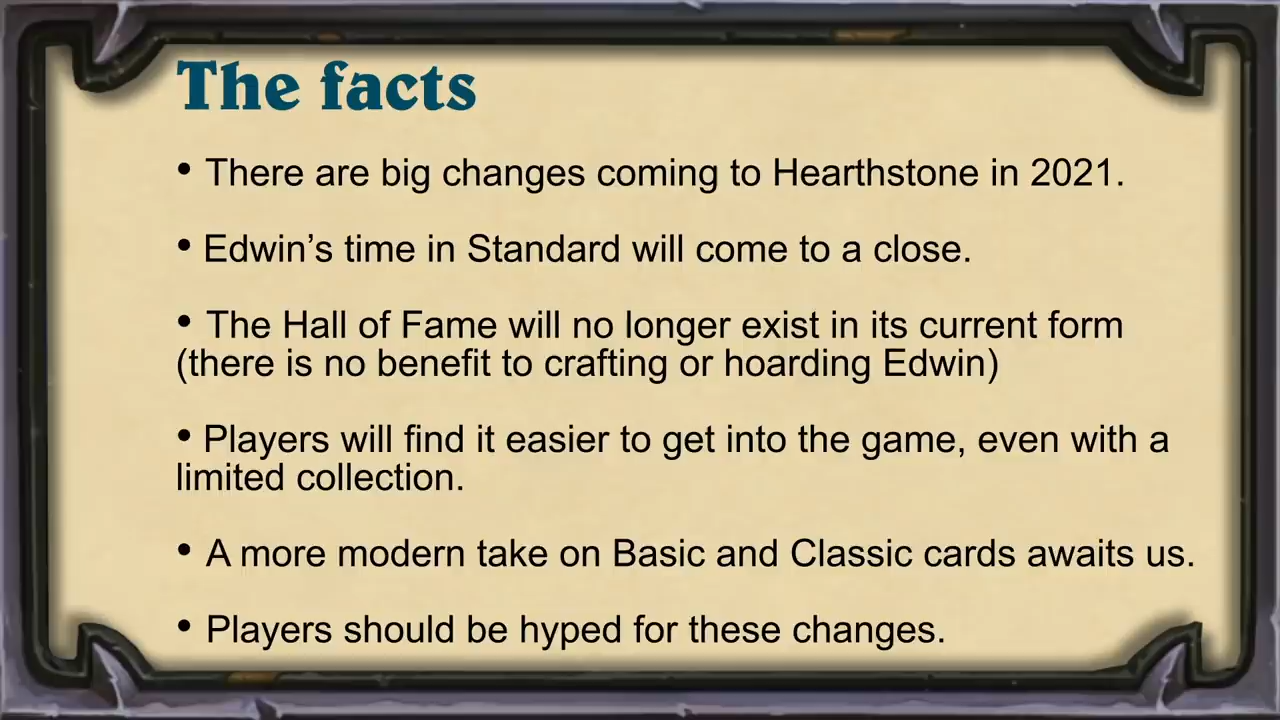 The facts
• There are big changes coming to Hearthstone in 2021.
• Edwin’s time in Standard will come to a close.
• The Hall of Fame will no longer exist in its current form
(there is no benefit to crafting or hoarding Edwin)
• Players will find it easier to get into the game, even with a
limited collection.
• A more modern take on Basic and Classic cards awaits us.
• Players should be hyped for these changes.